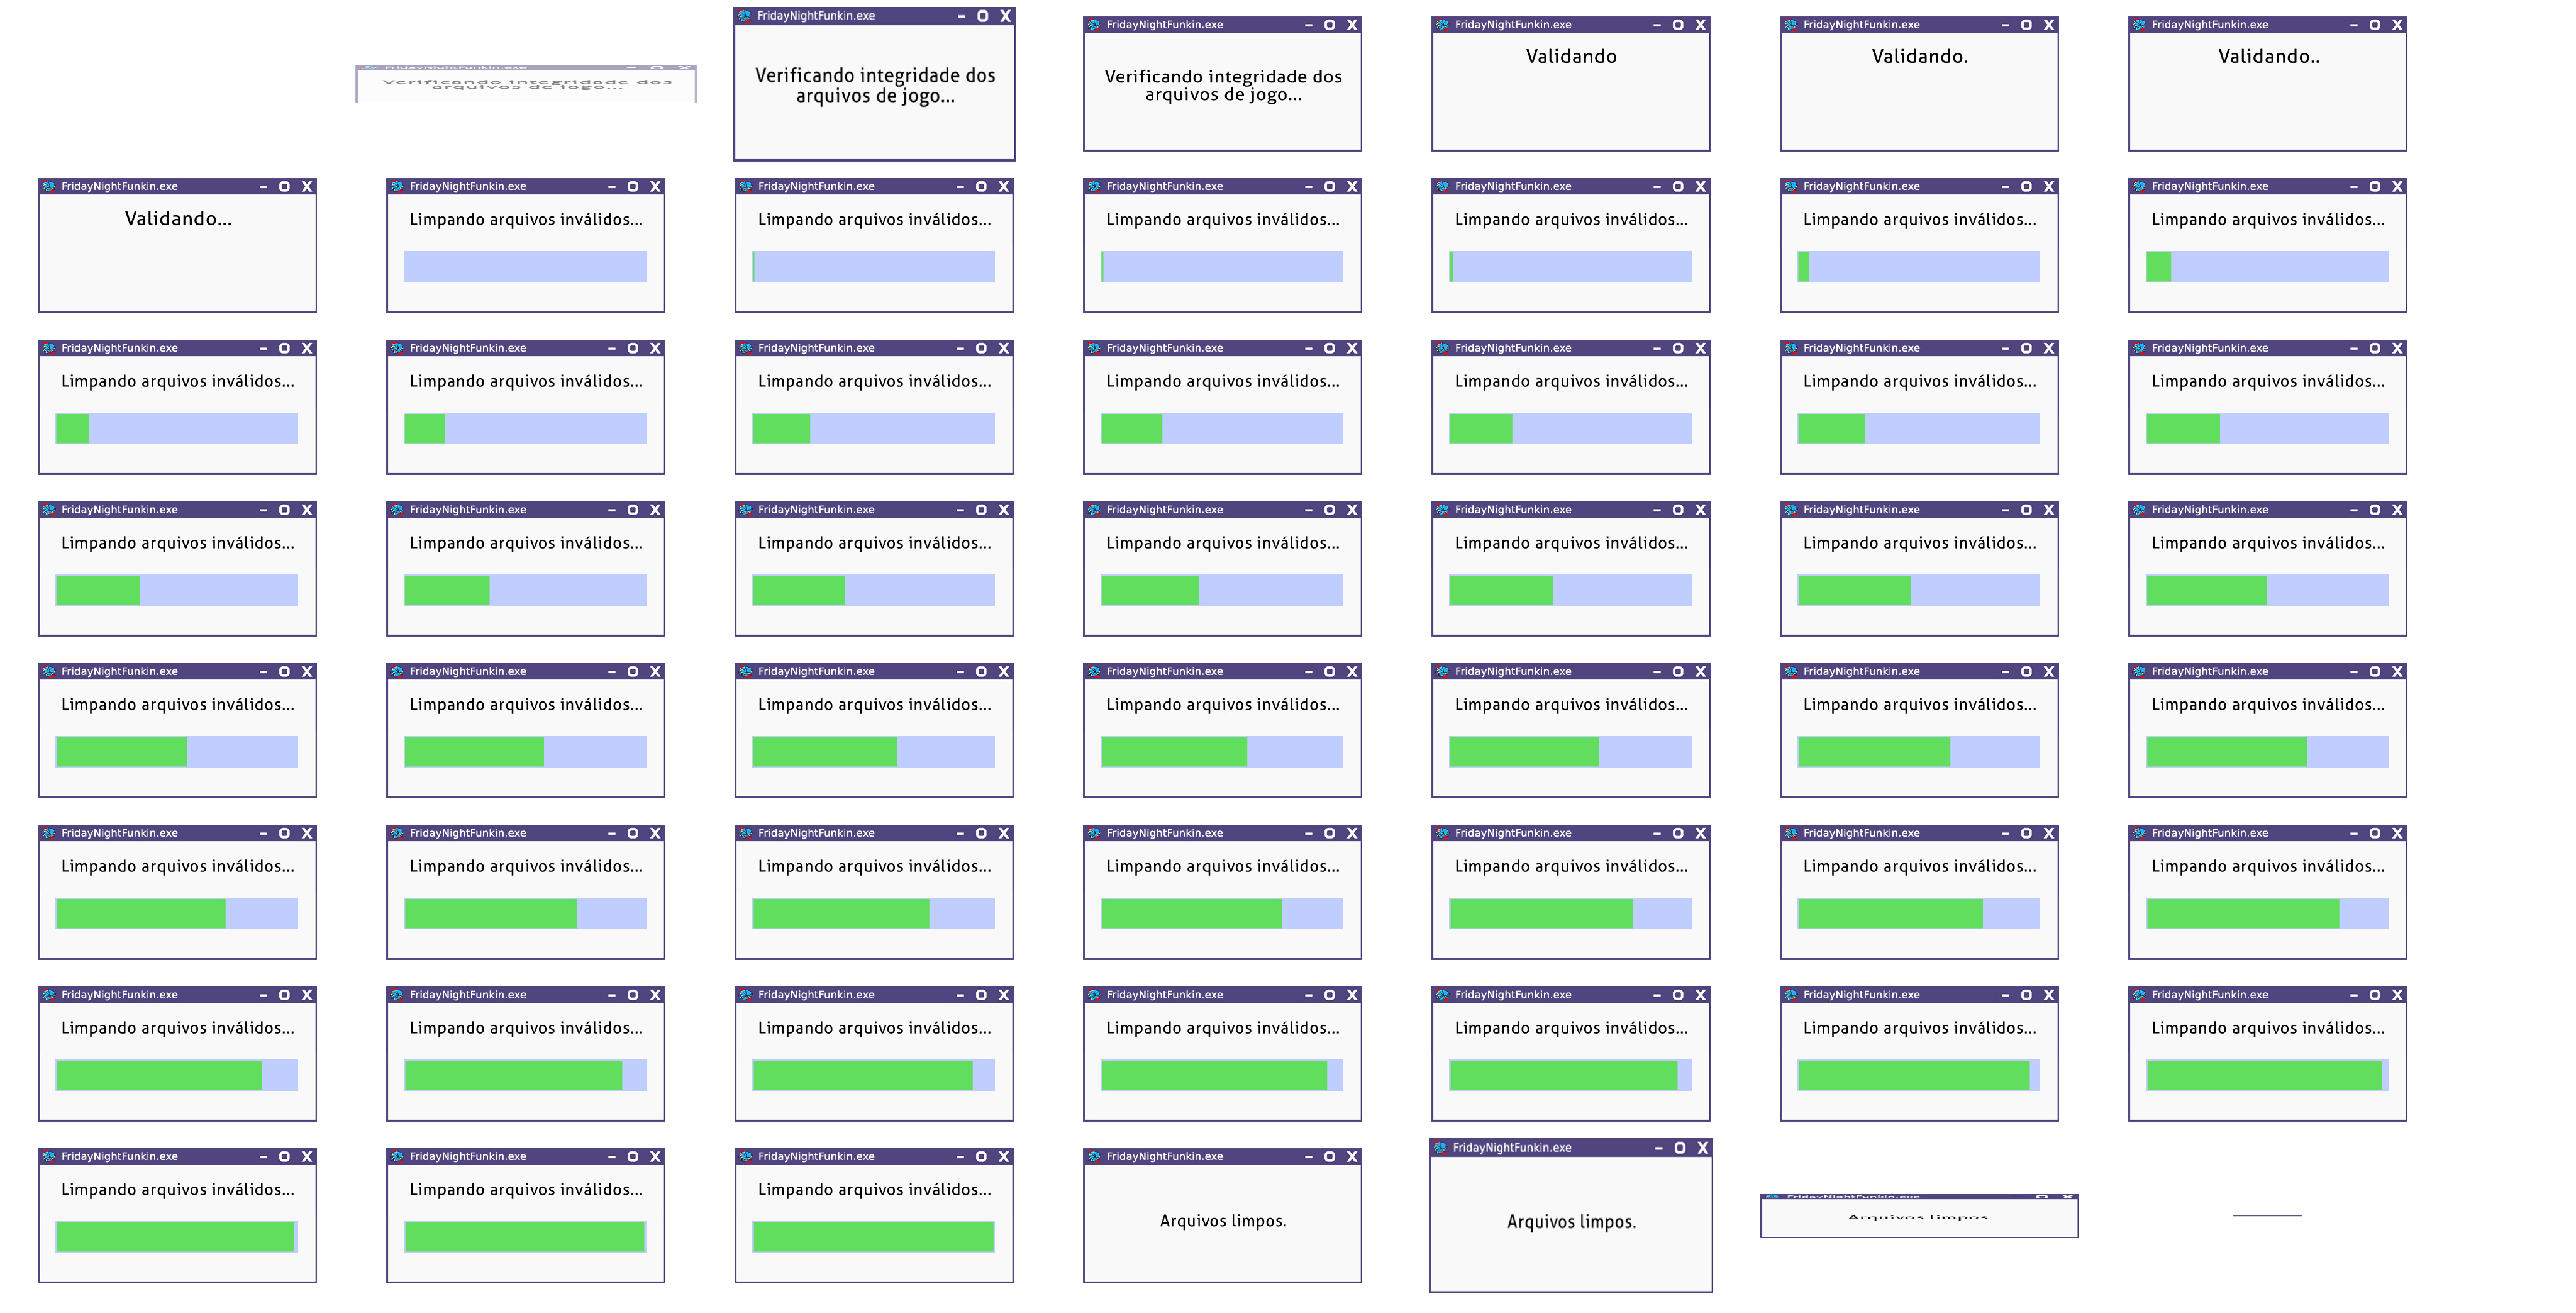 FridayNightFunkin.exe
Verificando integridade dos
arquivos de jogo...
FridayNightFunkin.exe
Verificando integridade dos
arquivos de jogo...
FridayNightFunkin.exe
Verificando integridade dos
arquivos de jogo...
FridayNightFunkin.exe
Validando
FridayNightFunkin.exe
Validando.
FridayNightFunkin.exe
Validando..
FridayNightFunkin.exe
Validando...
FridayNightFunkin.exe
Limpando arquivos inválidos...
FridayNightFunkin.exe
Limpando arquivos inválidos...
FridayNightFunkin.exe
Limpando arquivos inválidos...
FridayNightFunkin.exe
Limpando arquivos inválidos...
FridayNightFunkin.exe
Limpando arquivos inválidos...
FridayNightFunkin.exe
Limpando arquivos inválidos...
FridayNightFunkin.exe
Limpando arquivos inválidos...
FridayNightFunkin.exe
Limpando arquivos inválidos...
FridayNightFunkin.exe
Limpando arquivos inválidos...
FridayNightFunkin.exe
Limpando arquivos inválidos...
FridayNightFunkin.exe
Limpando arquivos inválidos...
FridayNightFunkin.exe
Limpando arquivos inválidos...
FridayNightFunkin.exe
Limpando arquivos inválidos...
FridayNightFunkin.exe
Limpando arquivos inválidos...
FridayNightFunkin.exe
Limpando arquivos inválidos...
FridayNightFunkin.exe
Limpando arquivos inválidos...
FridayNightFunkin.exe
Limpando arquivos inválidos...
FridayNightFunkin.exe
Limpando arquivos inválidos...
FridayNightFunkin.exe
Limpando arquivos inválidos...
FridayNightFunkin.exe
Limpando arquivos inválidos...
FridayNightFunkin.exe
Limpando arquivos inválidos...
FridayNightFunkin.exe
Limpando arquivos inválidos...
FridayNightFunkin.exe
Limpando arquivos inválidos...
FridayNightFunkin.exe
Limpando arquivos inválidos...
FridayNightFunkin.exe
Limpando arquivos inválidos...
FridayNightFunkin.exe
Limpando arquivos inválidos...
FridayNightFunkin.exe
Limpando arquivos inválidos...
FridayNightFunkin.exe
Limpando arquivos inválidos...
FridayNightFunkin.exe
Limpando arquivos inválidos...
FridayNightFunkin.exe
Limpando arquivos inválidos...
FridayNightFunkin.exe
Limpando arquivos inválidos...
FridayNightFunkin.exe
Limpando arquivos inválidos...
FridayNightFunkin.exe
Limpando arquivos inválidos...
FridayNightFunkin.exe
Limpando arquivos inválidos...
FridayNightFunkin.exe
Limpando arquivos inválidos...
FridayNightFunkin.exe
Limpando arquivos inválidos...
FridayNightFunkin.exe
Limpando arquivos inválidos...
FridayNightFunkin.exe
Limpando arquivos inválidos...
FridayNightFunkin.exe
Limpando arquivos inválidos...
FridayNightFunkin.exe
Limpando arquivos inválidos...
FridayNightFunkin.exe
Limpando arquivos inválidos...
FridayNightFunkin.exe
Limpando arquivos inválidos...
FridayNightFunkin.exe
Limpando arquivos inválidos...
FridayNightFunkin.exe
Limpando arquivos inválidos...
FridayNightFunkin.exe
Arquivos limpos.
FridayNightFunkin.exe
Arquivos limpos.
FridayNightFunkin.exe
Arquivos limpos.